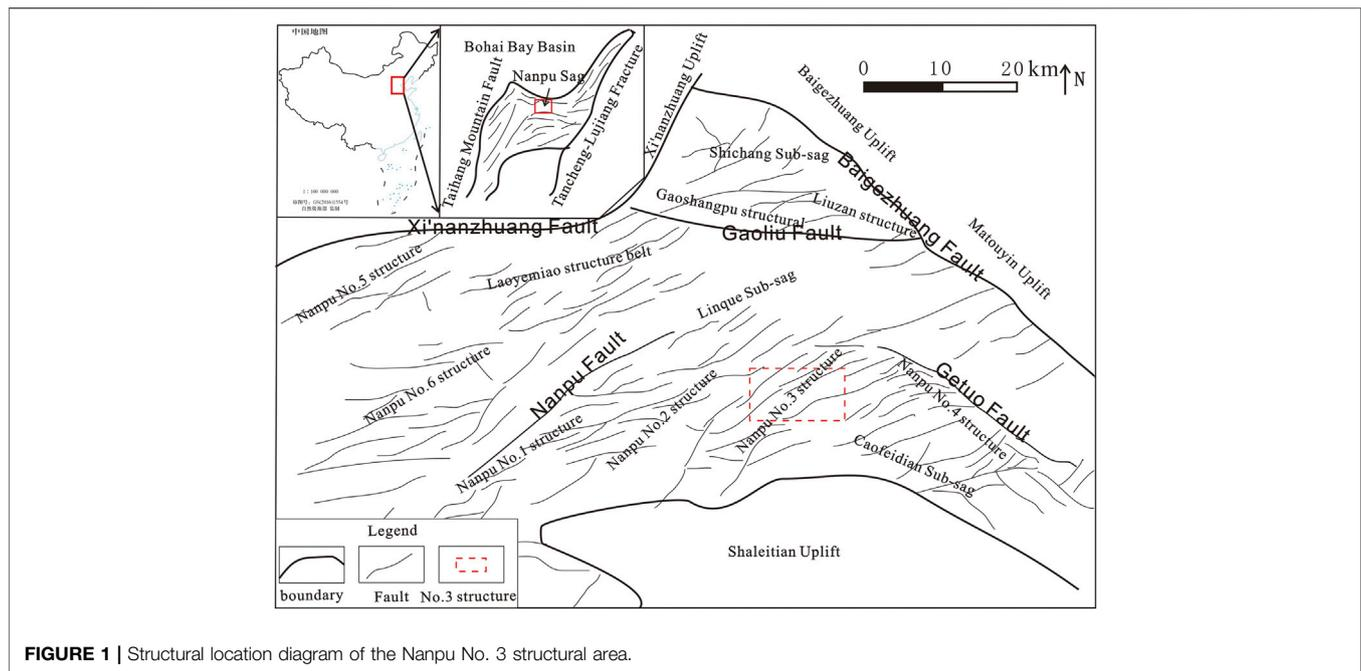 中国地图
1:100 000 000
审图号：GS(2016)1554号
自然资源部 监制
Bohai Bay Basin
Nanpu Sag
Taihang Mountain Fault
Tancheng-Lujiang Fracture
Xi'nanzhuang Uplift
Baigezhuang Uplift
0 10 20 km N
Shichang Sub-sag
Baigezhuang Fault
Gaoshangpu structural
Liuzan structure
Xi'nanzhuang Fault
Gaoliu Fault
Matouyin Uplift
Nanpu No.5 structure
Laoyemiao structure belt
Linque Sub-sag
Nanpu Fault
Nanpu No.6 structure
Nanpu No.1 structure
Nanpu No.2 structure
Nanpu No.3 structure
Nanpu No.4 structure
Getuo Fault
Caofeidian Sub-sag
Shaleitian Uplift
Legend
boundary
Fault
No.3 structure
FIGURE 1 | Structural location diagram of the Nanpu No. 3 structural area.